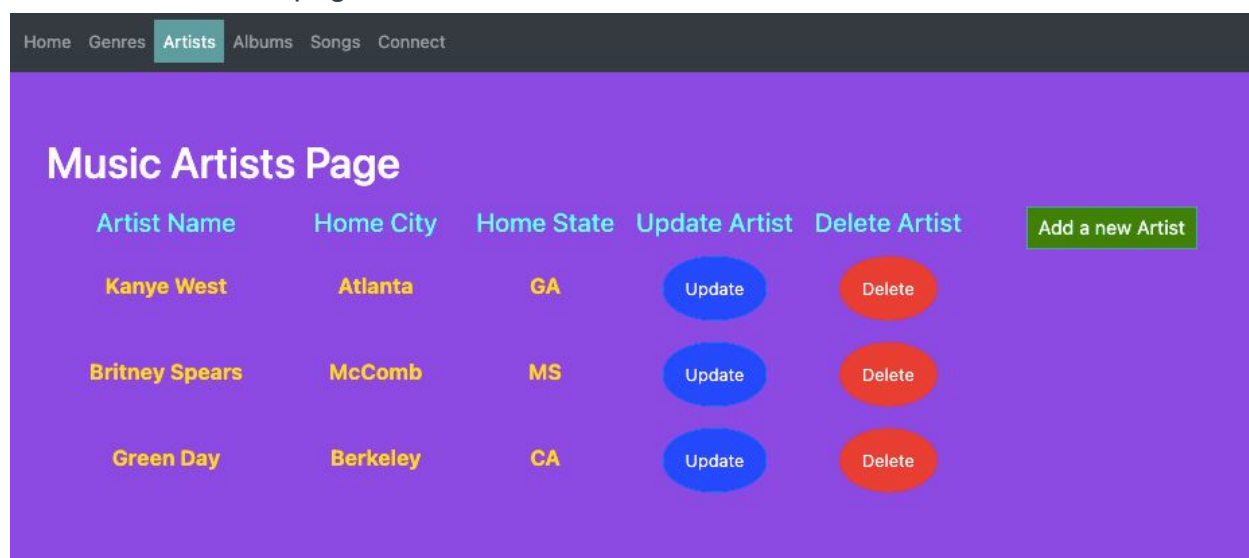 Home Genres Artists Albums Songs Connect
Music Artists Page
Artist Name Home City Home State Update Artist Delete Artist Add a new Artist
Kanye West Atlanta GA Update Delete
Britney Spears McComb MS Update Delete
Green Day Berkeley CA Update Delete